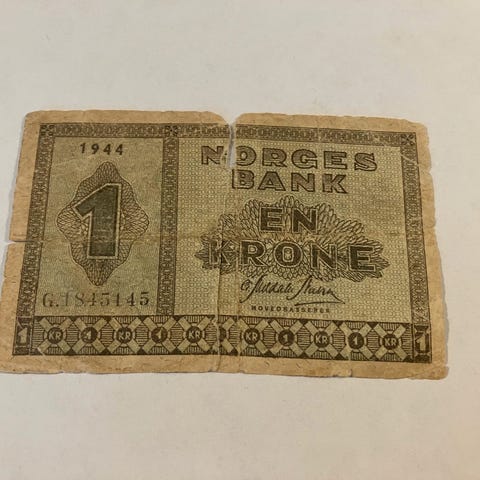 1944
1
G.1845145
NORGES
BANK
EN
KRONE
HOVEDKASSERER
1 KR 1 KR 1 KR 1 KR 1 KR 1 KR 1